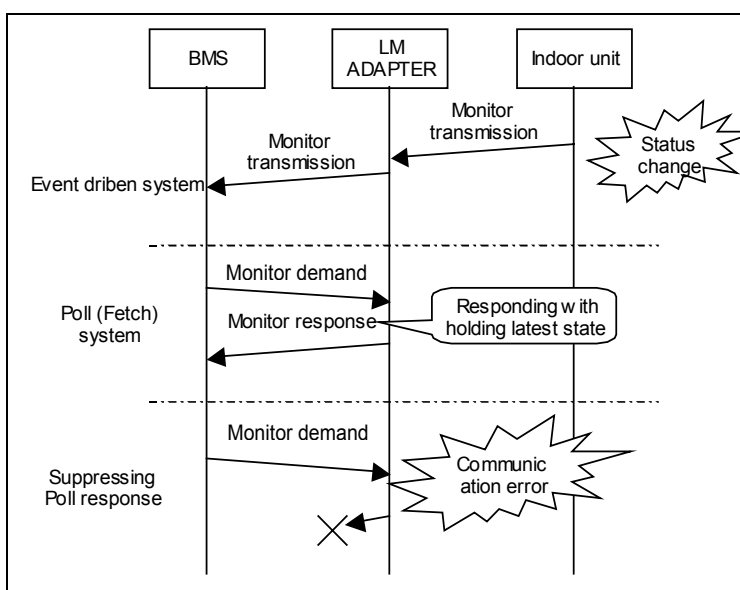 BMS
LM
ADAPTER
Indoor unit
Monitor
transmission
Monitor
transmission
Status
change
Event driben system
Monitor demand
Poll (Fetch)
system
Monitor response
Responding with
holding latest state
Monitor demand
Suppressing
Poll response
Communic
ation error